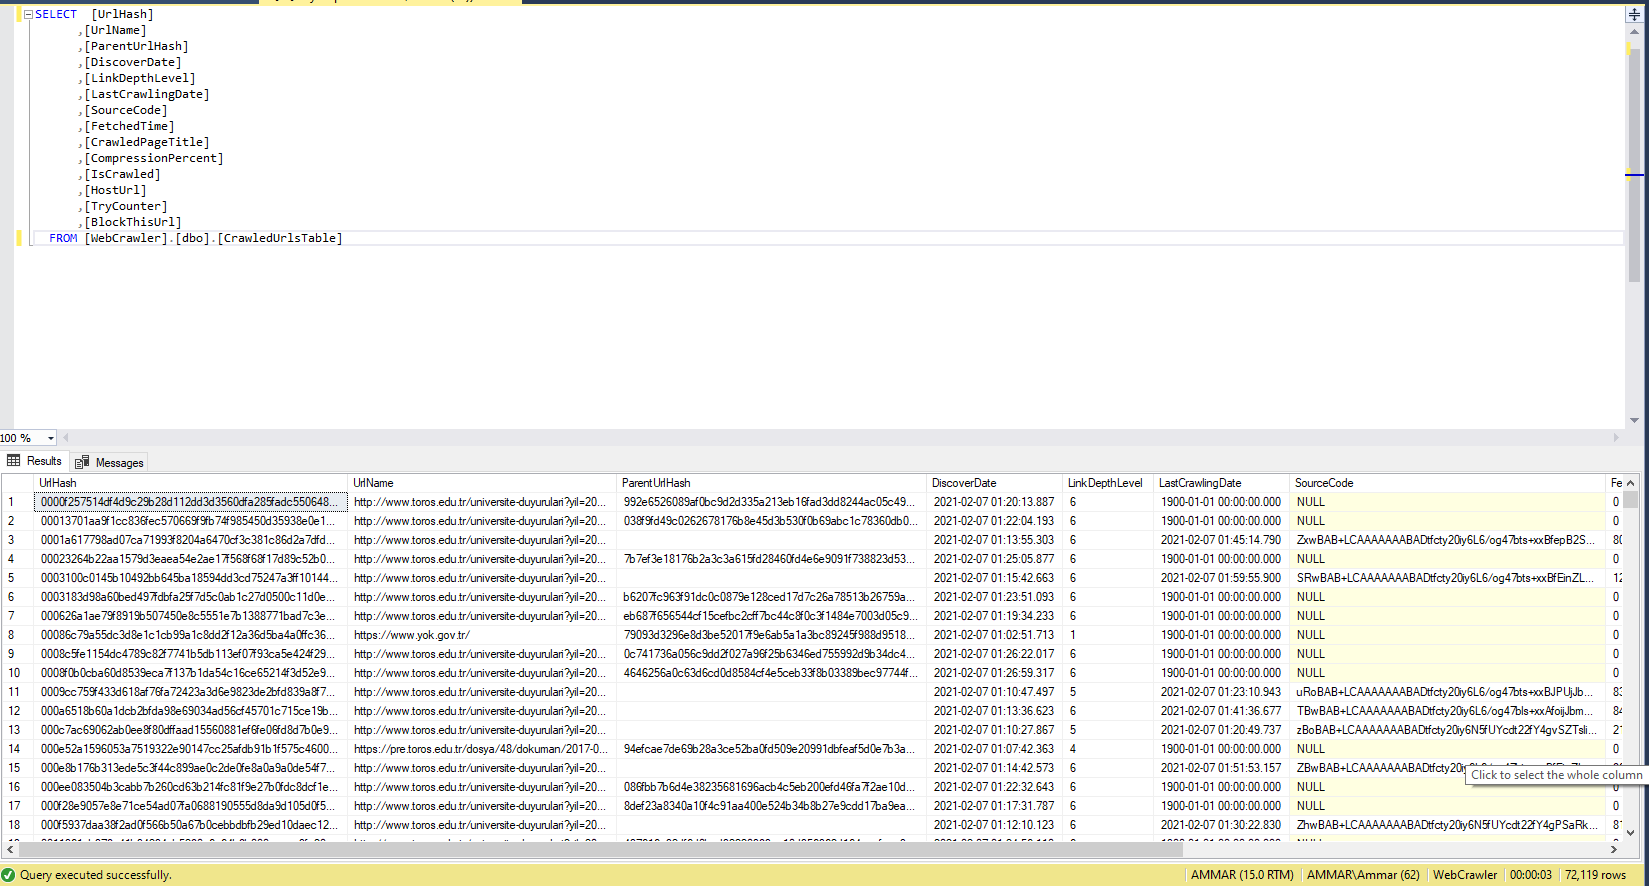 SELECT [UrlHash]
,[UrlName]
,[ParentUrlHash]
,[DiscoverDate]
,[LinkDepthLevel]
,[LastCrawlingDate]
,[SourceCode]
,[FetchedTime]
,[CrawledPageTitle]
,[CompressionPercent]
,[IsCrawled]
,[HostUrl]
,[TryCounter]
,[BlockThisUrl]
FROM [WebCrawler].[dbo].[CrawledUrlsTable]
100 %
Results Messages
UrlHash UrlName ParentUrlHash DiscoverDate LinkDepthLevel LastCrawlingDate SourceCode Fe
1 0000f257514df4d9c29b28d112dd3d3560dfa285fadc550648... http://www.toros.edu.tr/universite-duyurulari?yil=20... 992e6526089af0bc9d2d335a213eb16fad3dd8244ac05c49... 2021-02-07 01:20:13.887 6 1900-01-01 00:00:00.000 NULL 0
2 00013701aa9f1cc836fec570669f9fb74f985450d35938e0e1... http://www.toros.edu.tr/universite-duyurulari?yil=20... 038f9fd49c0262678176b8e45d3b530f0b69abc1c78360db0... 2021-02-07 01:22:04.193 6 1900-01-01 00:00:00.000 NULL 0
3 0001a617798ad07ca71993f8204a6470cf3c381c86d2a7dfd... http://www.toros.edu.tr/universite-duyurulari?yil=20... 2021-02-07 01:13:55.303 6 2021-02-07 01:45:14.790 ZxwBAB+LCAAAAAAABADtfcty20iy6L6/og47bts+xxBfepB2S... 80
4 00023264b22aa1579d3eaea54e2ae17f568f68f17d89c52b0... http://www.toros.edu.tr/universite-duyurulari?yil=20... 7b7ef3e18176b2a3c3a615fd28460fd4e6e9091f738823d53... 2021-02-07 01:25:05.877 6 1900-01-01 00:00:00.000 NULL 0
5 0003100c0145b10492bb645ba18594dd3cd75247a3ff10144... http://www.toros.edu.tr/universite-duyurulari?yil=20... 2021-02-07 01:15:42.663 6 2021-02-07 01:59:55.900 SRwBAB+LCAAAAAAABADtfcty20iy6L6/og47bts+xxBfEinZL... 12
6 0003183d98a60bed497fdbfa25f7d5c0ab1c27d0500c11d0e... http://www.toros.edu.tr/universite-duyurulari?yil=20... b6207fc963f91dc0c0879e128ced17d7c26a78513b26759a... 2021-02-07 01:23:51.093 6 1900-01-01 00:00:00.000 NULL 0
7 000626a1ae79f8919b507450e8c5551e7b1388771bad7c3e... http://www.toros.edu.tr/universite-duyurulari?yil=20... eb687f656544cf15cefbc2cff7bc44c8f0c3f1484e7003d05c9... 2021-02-07 01:19:34.233 6 1900-01-01 00:00:00.000 NULL 0
8 00086c79a55dc3d8e1c1cb99a1c8dd2f12a36d5ba4a0ffc36... https://www.yok.gov.tr/ 79093d3296e8d3be52017f9e6ab5a1a3bc89245f988d9518... 2021-02-07 01:02:51.713 1 1900-01-01 00:00:00.000 NULL 0
9 0008c5fe1154dc4789c82f7741b5db113ef07f93ca5e424f29... http://www.toros.edu.tr/universite-duyurulari?yil=20... 0c741736a056c9dd2f027a96f25b6346ed755992d9b34dc4... 2021-02-07 01:26:22.017 6 1900-01-01 00:00:00.000 NULL 0
10 0008f0b0cba60d8539eca7f137b1da54c16ce65214f3d52e9... http://www.toros.edu.tr/universite-duyurulari?yil=20... 4646256a0c63d6cd0d8584cf4e5ceb33f8b03389bec97744f... 2021-02-07 01:26:59.317 6 1900-01-01 00:00:00.000 NULL 0
11 0009cc759f433d618af76fa72423a3d6e9823de2bfd839a8f7... http://www.toros.edu.tr/universite-duyurulari?yil=20... 2021-02-07 01:10:47.497 5 2021-02-07 01:23:10.943 uRoBAB+LCAAAAAAABADtfcty20iy6L6/og47bts+xxBJPUjJb... 83
12 000a6518b60a1dcb2bfda98e69034ad56cf45701c715ce19b... http://www.toros.edu.tr/universite-duyurulari?yil=20... 2021-02-07 01:13:36.623 6 2021-02-07 01:41:36.677 TBwBAB+LCAAAAAAABADtfcty20iy6L6/og47bls+xxAfoijJbm... 84
13 000c7ac69062ab0ee8f80dffaad15560881ef6fe06fd8d7b0e9... http://www.toros.edu.tr/universite-duyurulari?yil=20... 2021-02-07 01:10:27.867 5 2021-02-07 01:20:49.737 zBoBAB+LCAAAAAAABADtfcty20iy6N5fUYcdt22fY4gvSZTsli... 21
14 000e52a1596053a7519322e90147cc25afdb91b1f575c4600... https://pre.toros.edu.tr/dosya/48/dokuman/2017-0... 94efcae7de69b28a3ce52ba0fd509e20991dbfeaf5d0e7b3a... 2021-02-07 01:07:42.363 4 1900-01-01 00:00:00.000 NULL 0
15 000e8b176b313ede5c3f44c899ae0c2de0fe8a0a9a0de54f7... http://www.toros.edu.tr/universite-duyurulari?yil=20... 2021-02-07 01:14:42.573 6 2021-02-07 01:51:53.157
Click to select the whole column
16 000ee083504b3cabb7b260cd63b214fc81f9e27b0fdc8dcf1e... http://www.toros.edu.tr/universite-duyurulari?yil=20... 086fbb7b6d4e38235681696acb4c5eb200efd46fa7f2ae10d... 2021-02-07 01:22:32.643 6 1900-01-01 00:00:00.000 NULL 0
17 000f28e9057e8e71ce54ad07fa0688190555d8da9d105d0f5... http://www.toros.edu.tr/universite-duyurulari?yil=20... 8def23a8340a10f4c91aa400e524b34b8b27e9cdd17ba9ea... 2021-02-07 01:17:31.787 6 1900-01-01 00:00:00.000 NULL 0
18 000f5937daa38f2ad0f566b50a67b0cebbdbfb29ed10daec12... http://www.toros.edu.tr/universite-duyurulari?yil=20... 2021-02-07 01:12:10.123 6 2021-02-07 01:30:22.830 ZhwBAB+LCAAAAAAABADtfcty20iy6N5fUYcdt22fY4gPSaRk... 81
Query executed successfully. AMMAR (15.0 RTM) AMMAR\Ammar (62) WebCrawler 00:00:03 72,119 rows